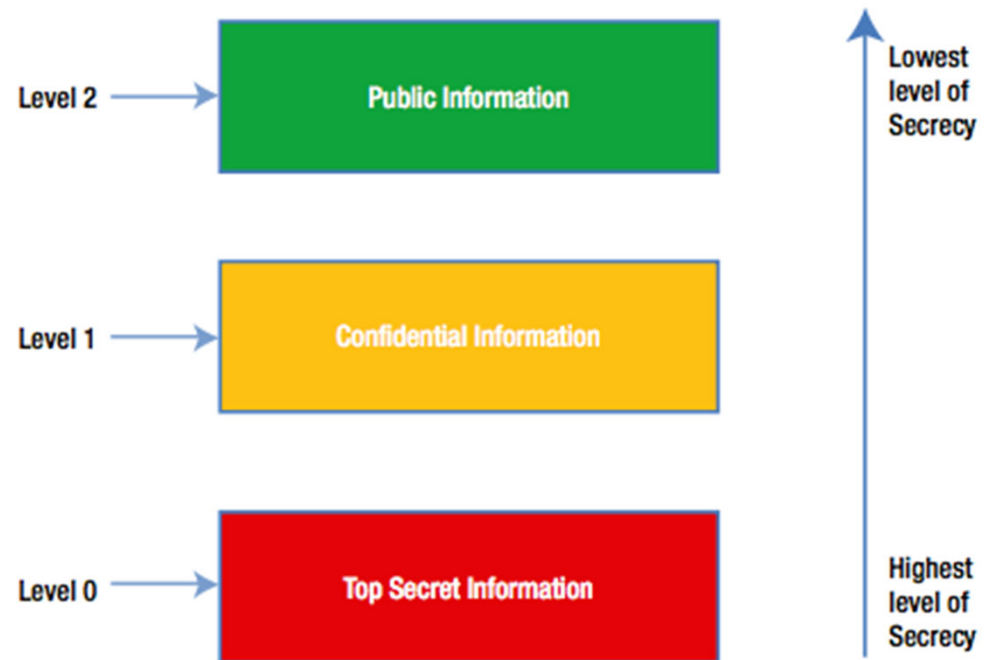 Level 2
Public Information
Lowest
level of
Secrecy
Level 1
Confidential Information
Level 0
Top Secret Information
Highest
level of
Secrecy